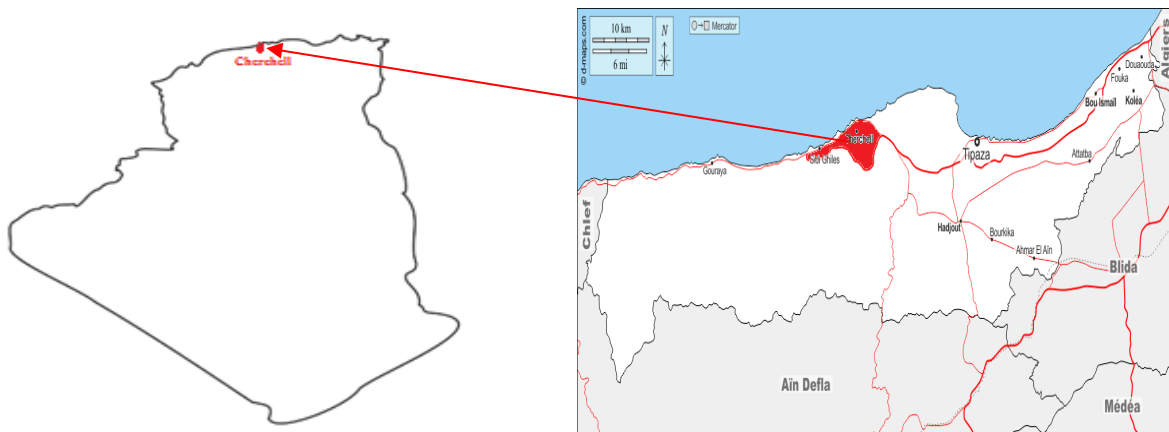 Cherchell
© d-maps.com
10 km
6 mi
N
Mercator
Algiers
Douaouda
Fouka
Bou Ismaïl
Koléa
Cherchell
Sidi Ghiles
Gouraya
Tipaza
Attatba
Chlef
Hadjout
Bourkika
Ahmar El Aïn
Blida
Aïn Defla
Médéa